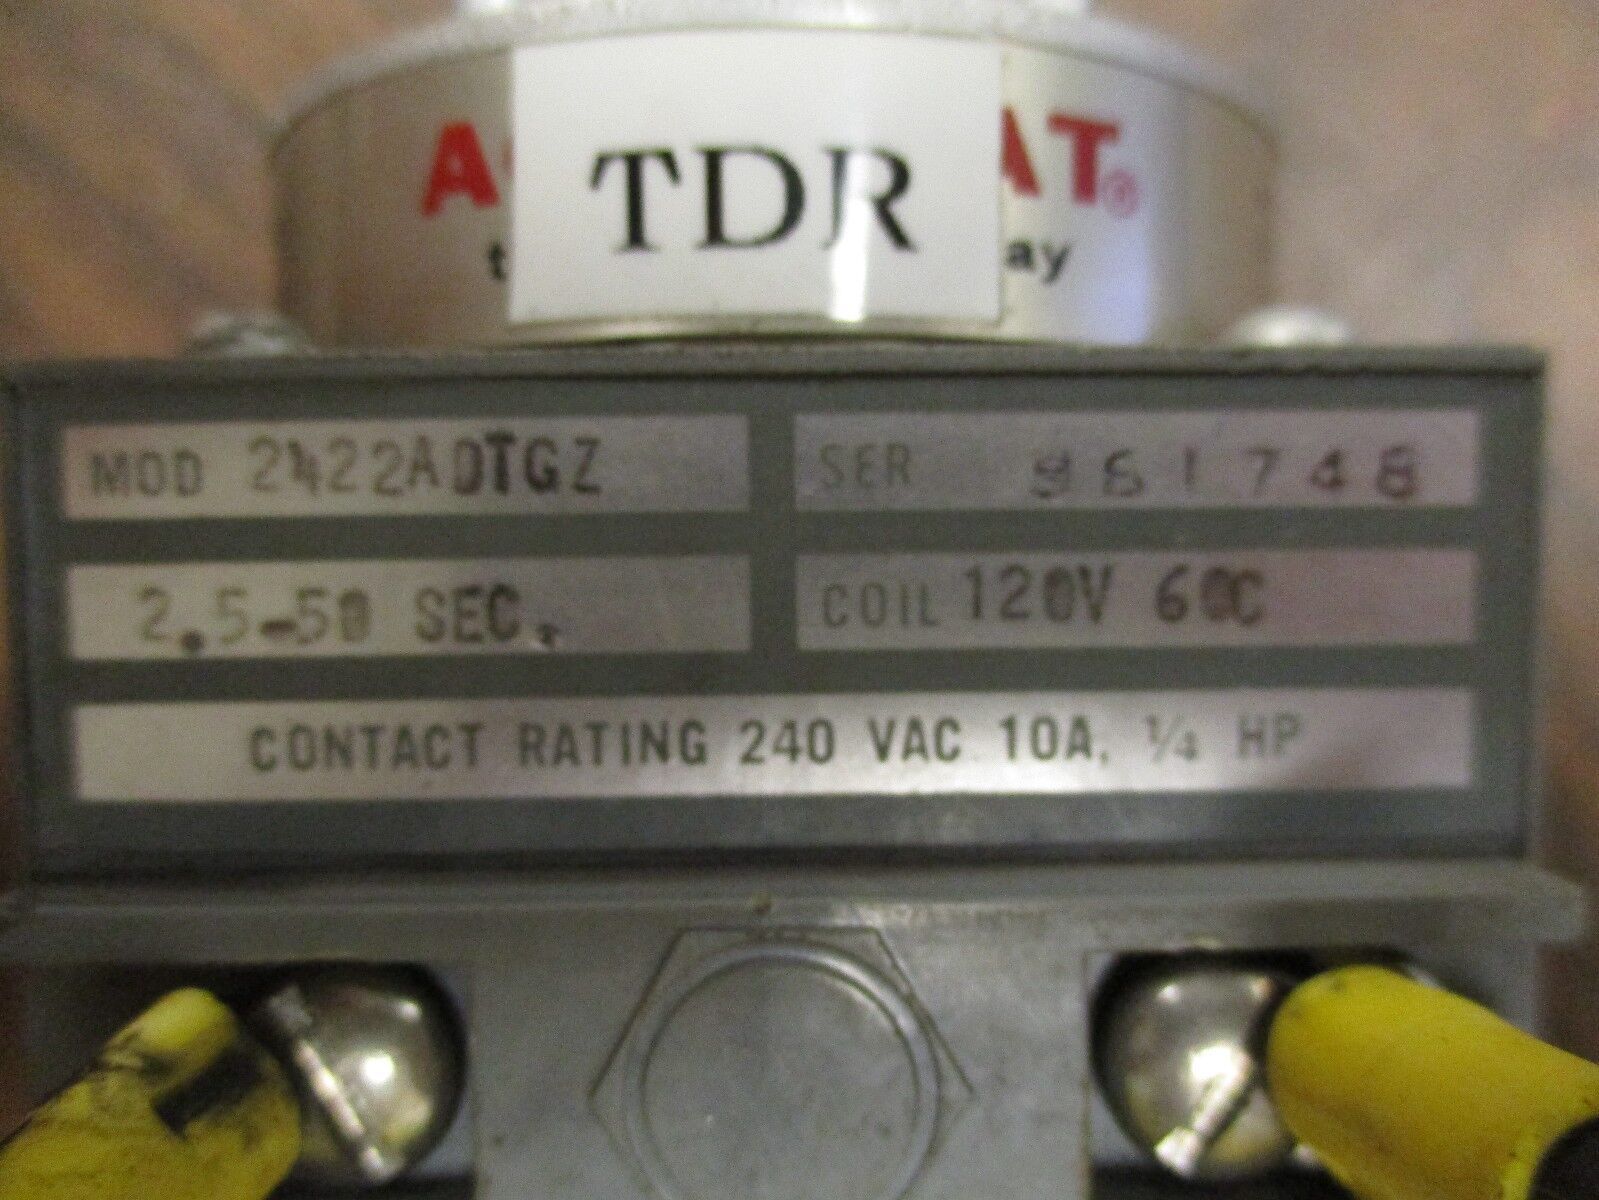 TDR
MOD 2422ADTGZ
SER 961748
2.5-50 SEC.
COIL 120V 60C
CONTACT RATING 240 VAC 10A, ¼ HP